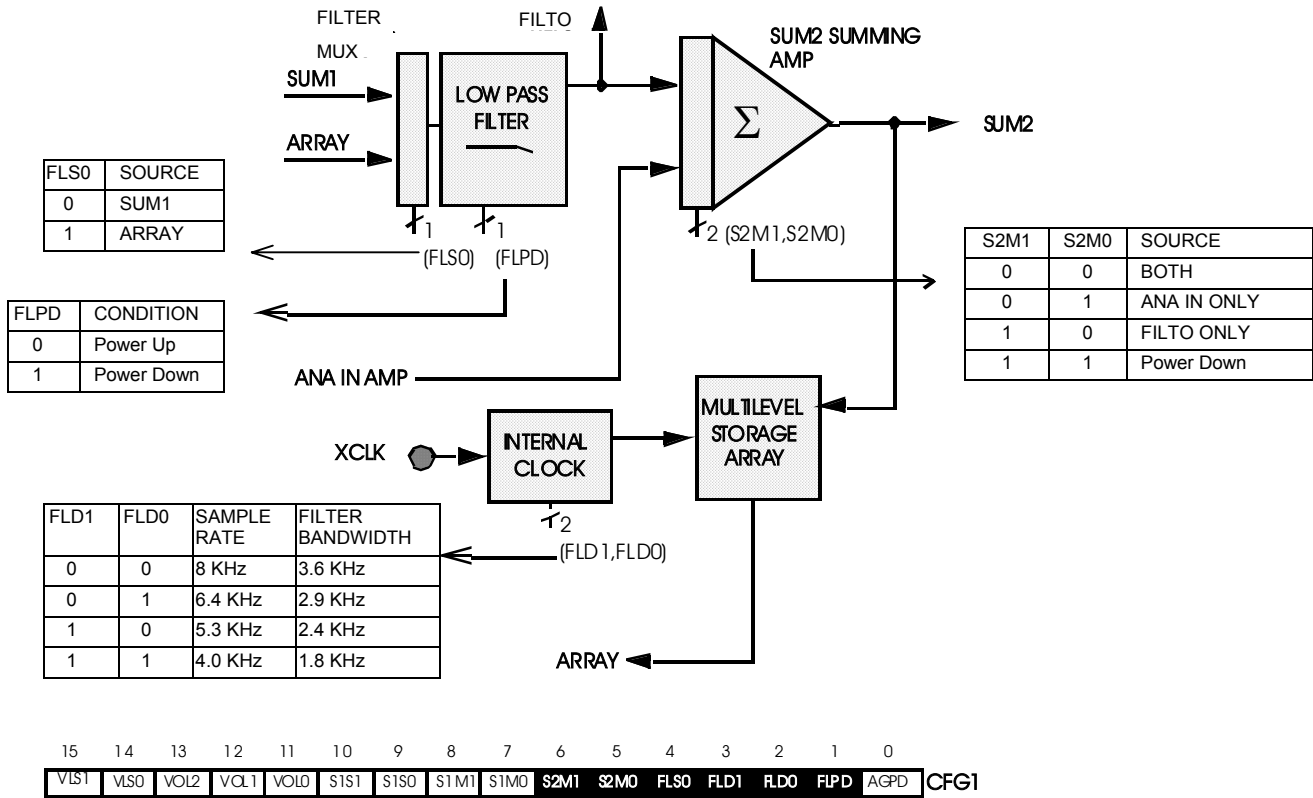 FILTER
MUX
FILTO
SUM2 SUMMING
AMP
SUM1
ARRAY
LOW PASS
FILTER
Σ
SUM2
FLS0 SOURCE
0 SUM1
1 ARRAY
1
(FLS0)
1
(FLPD)
2 (S2M1,S2M0)
S2M1 S2M0 SOURCE
0 0 BOTH
0 1 ANA IN ONLY
1 0 FILTO ONLY
1 1 Power Down
FLPD CONDITION
0 Power Up
1 Power Down
ANA IN AMP
XCLK
INTERNAL
CLOCK
MULTILEVEL
STORAGE
ARRAY
2
(FLD1,FLD0)
FLD1 FLD0 SAMPLE RATE FILTER BANDWIDTH
0 0 8 KHz 3.6 KHz
0 1 6.4 KHz 2.9 KHz
1 0 5.3 KHz 2.4 KHz
1 1 4.0 KHz 1.8 KHz
ARRAY
15 14 13 12 11 10 9 8 7 6 5 4 3 2 1 0
VLS1 VLS0 VOL2 VOL1 VOL0 S1S1 S1S0 S1M1 S1M0 S2M1 S2M0 FLS0 FLD1 FLD0 FLPD AGPD CFG1